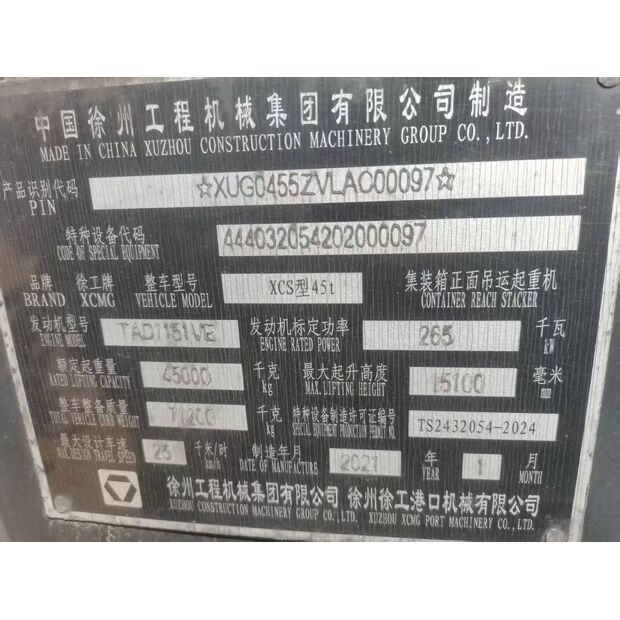 中国徐州工程机械集团有限公司制造
MADE IN CHINA XUZHOU CONSTRUCTION MACHINERY GROUP CO.,LTD.
产品识别代码 ☆XUG0455ZVLAC00097☆
PIN
特种设备代码 444032054202000097
CODE OF SPECIAL EQUIPMENT
品牌 徐工牌 整车型号 XCS型45t 集装箱正面吊运起重机
BRAND XCMG VEHICLE MODEL CONTAINER REACH STACKER
发动机型号 TAD1151VE 发动机标定功率 265 千瓦
ENGINE MODEL ENGINE RATED POWER kW
额定起重量 45000 千克 最大起升高度 15100 毫米
RATED LIFTING CAPACITY kg MAX.LIFTING HEIGHT mm
整车整备质量 71200 千克 特种设备制造许可证编号 TS2432054-2024
TOTAL VEHICLE CURB WEIGHT kg SPECIAL EQUIPMENT PRODUCTION PERMIT NO.
最大设计车速 25 千米/时 制造年月 2021 年 1 月
MAX.DESIGN TRAVEL SPEED km/h DATE OF MANUFACTURE YEAR MONTH
徐州工程机械集团有限公司 徐州徐工港口机械有限公司
XUZHOU CONSTRUCTION MACHINERY GROUP CO.,LTD. XUZHOU XCMG PORT MACHINERY CO.,LTD.